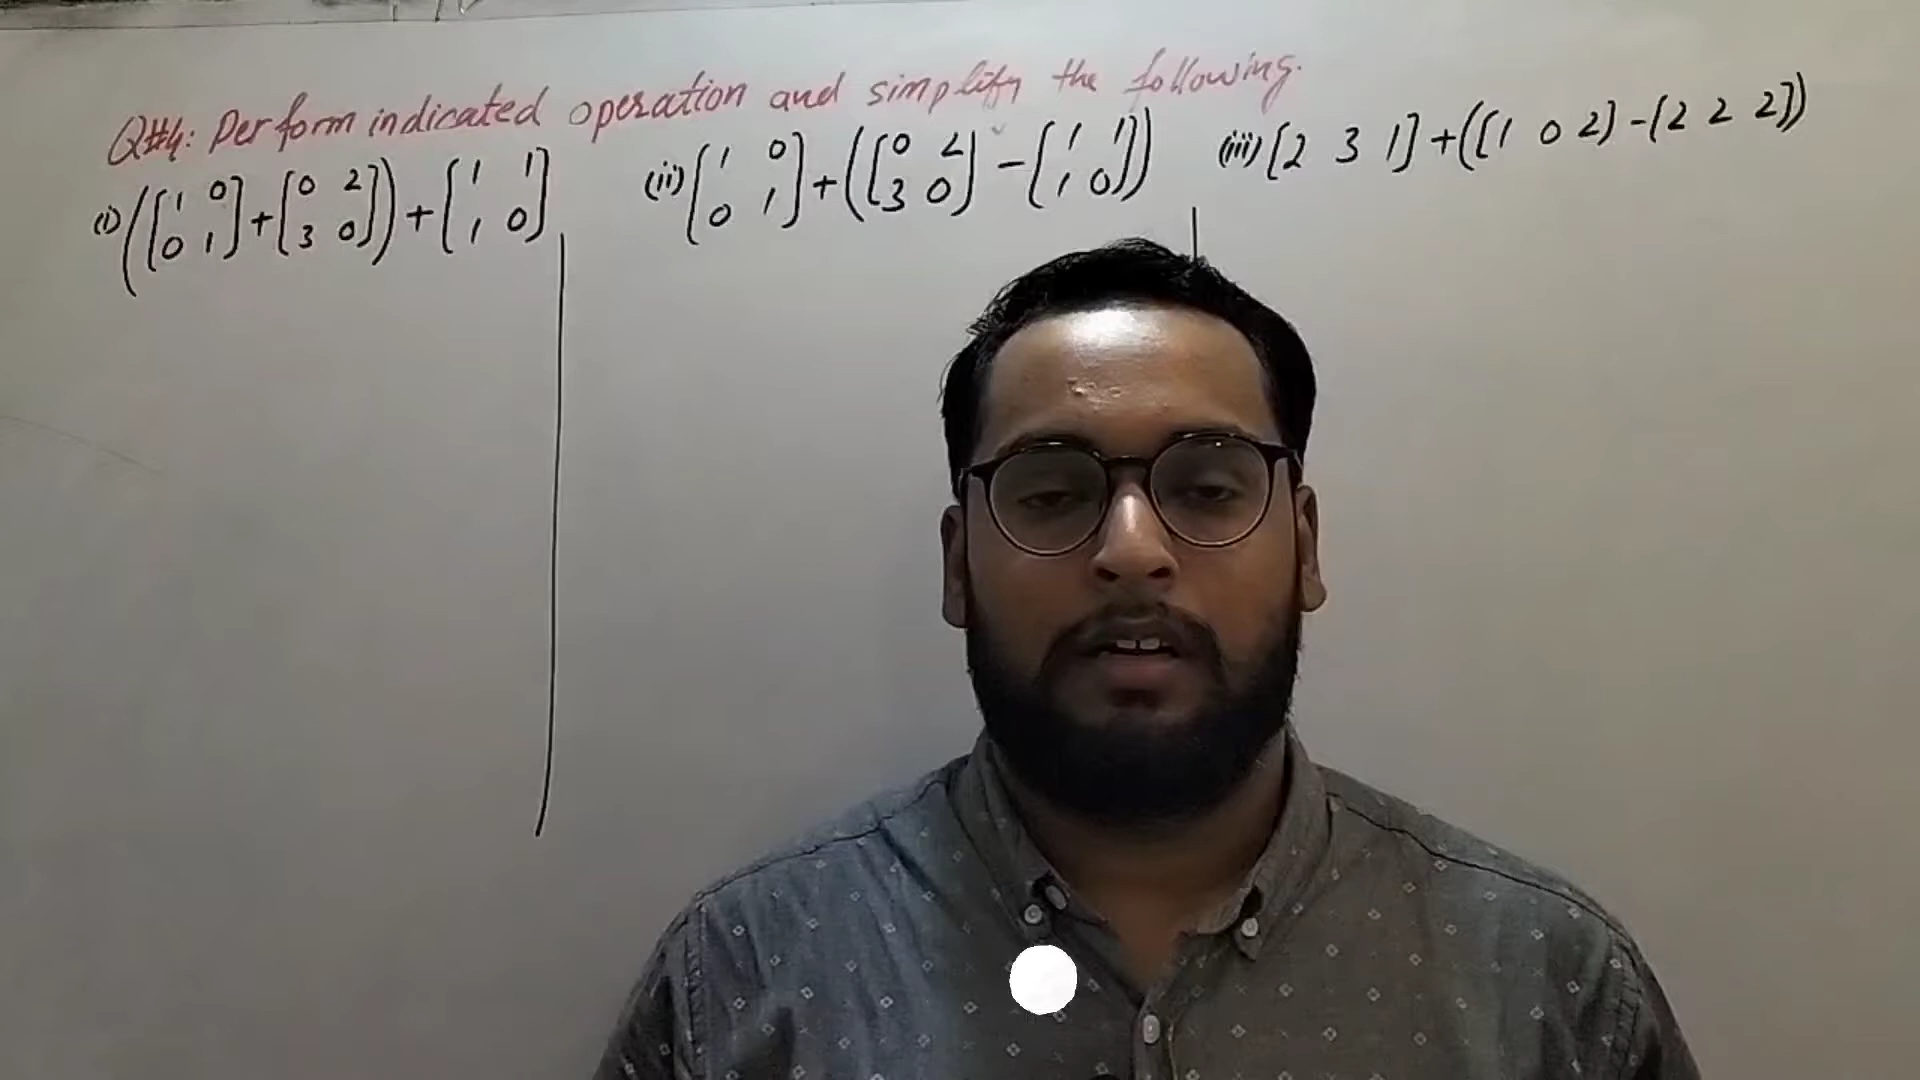 Q#4: Perform indicated operation and simplify the following.
(i) ([1 0
0 1] + [0 2
3 0]) + [1 1
1 0]
(ii) [1 0
0 1] + ([0 2
3 0] - [1 1
1 0])
(iii) [2 3 1] + ([1 0 2] - [2 2 2])